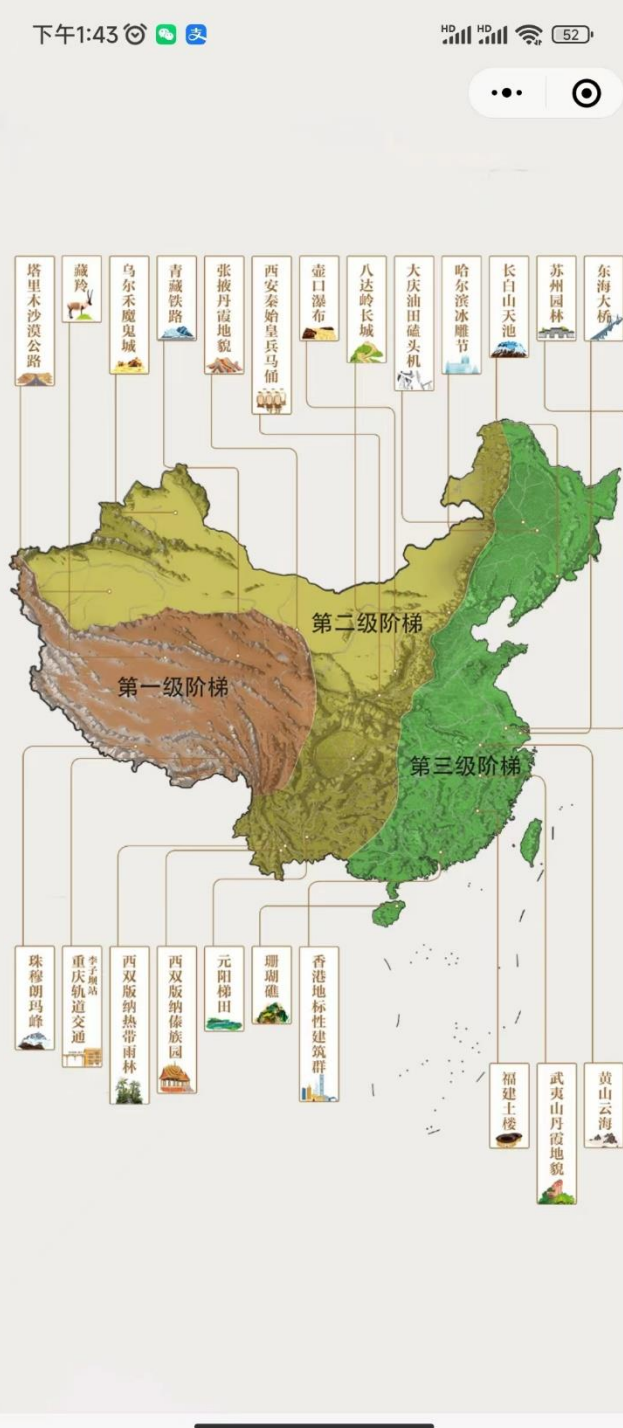 下午1:43
HD HD 52
塔里木沙漠公路
藏羚
乌尔禾魔鬼城
青藏铁路
张掖丹霞地貌
西安秦始皇兵马俑
壶口瀑布
八达岭长城
大庆油田磕头机
哈尔滨冰雕节
长白山天池
苏州园林
东海大桥
第二级阶梯
第一级阶梯
第三级阶梯
珠穆朗玛峰
李子坝站
重庆轨道交通
西双版纳热带雨林
西双版纳傣族园
元阳梯田
珊瑚礁
香港地标性建筑群
福建土楼
武夷山丹霞地貌
黄山云海